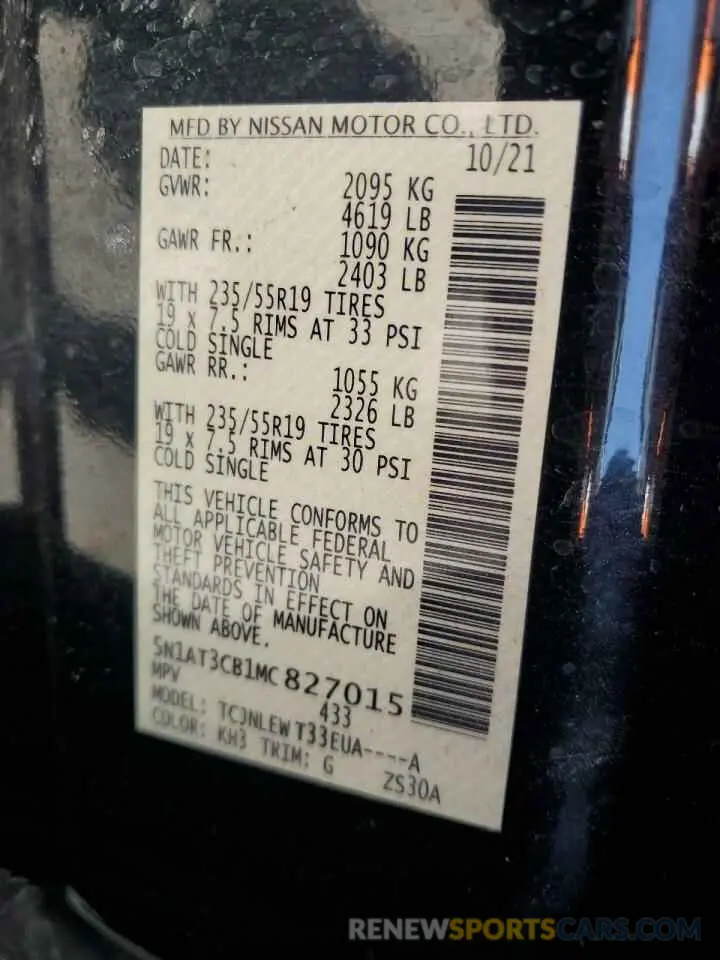 MFD BY NISSAN MOTOR CO., LTD.
DATE: 10/21
GVWR: 2095 KG
4619 LB
GAWR FR.: 1090 KG
2403 LB
WITH 235/55R19 TIRES
19 x 7.5 RIMS AT 33 PSI
COLD SINGLE
GAWR RR.: 1055 KG
2326 LB
WITH 235/55R19 TIRES
19 x 7.5 RIMS AT 30 PSI
COLD SINGLE
THIS VEHICLE CONFORMS TO
ALL APPLICABLE FEDERAL
MOTOR VEHICLE SAFETY AND
THEFT PREVENTION
STANDARDS IN EFFECT ON
THE DATE OF MANUFACTURE
SHOWN ABOVE.
5N1AT3CB1MC827015
MPV 433
MODEL: TCJNLEWT33EUA----A
COLOR: KH3 TRIM: G ZS30A
RENEWSPORTSCARS.COM